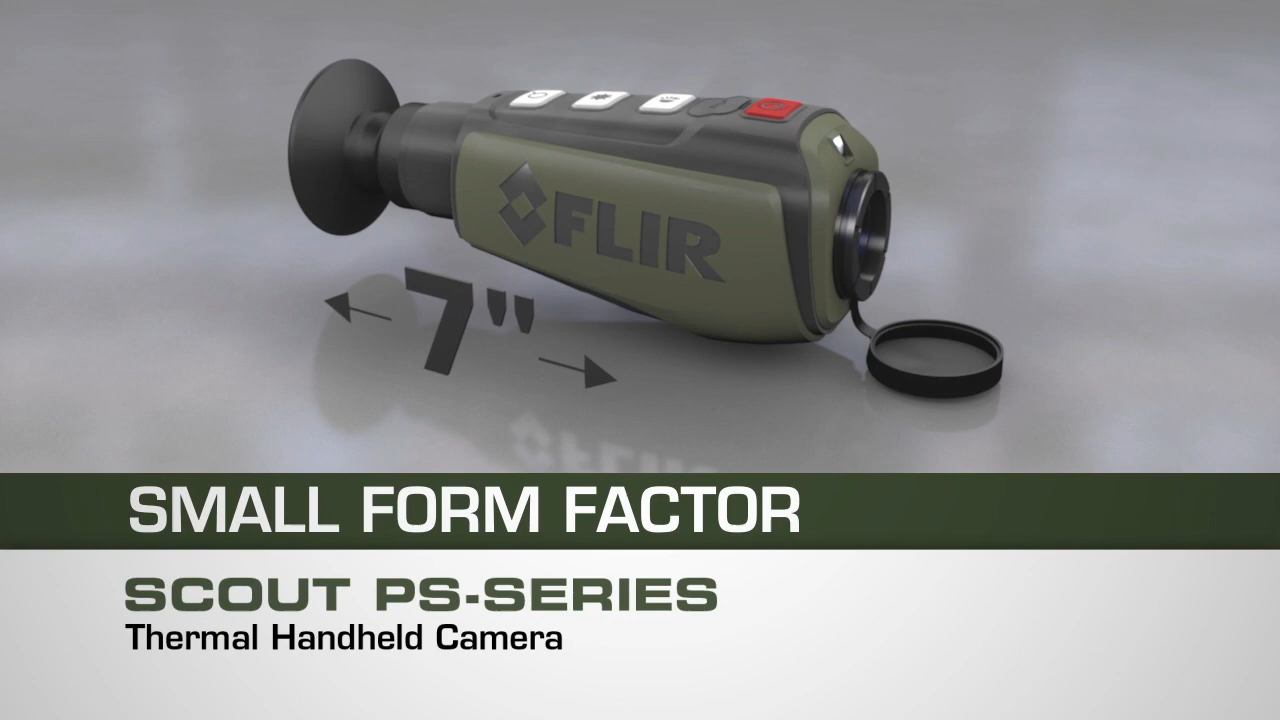 FLIR
7"
SMALL FORM FACTOR
SCOUT PS-SERIES
Thermal Handheld Camera